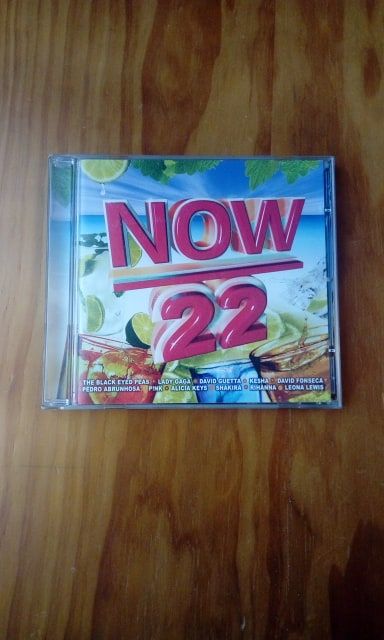 NOW
22
THE BLACK EYED PEAS • LADY GAGA • DAVID GUETTA • KESHA • DAVID FONSECA
PEDRO ABRUNHOSA • P!NK • ALICIA KEYS • SHAKIRA • RIHANNA • LEONA LEWIS